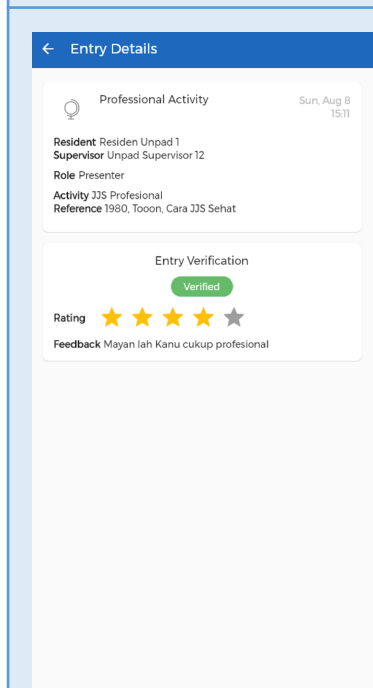 Entry Details
Professional Activity
Sun, Aug 8
15:11
Resident Residen Unpad 1
Supervisor Unpad Supervisor 12
Role Presenter
Activity JJS Profesional
Reference 1980, Tooon, Cara JJS Sehat
Entry Verification
Verified
Rating
Feedback Mayan lah Kanu cukup profesional